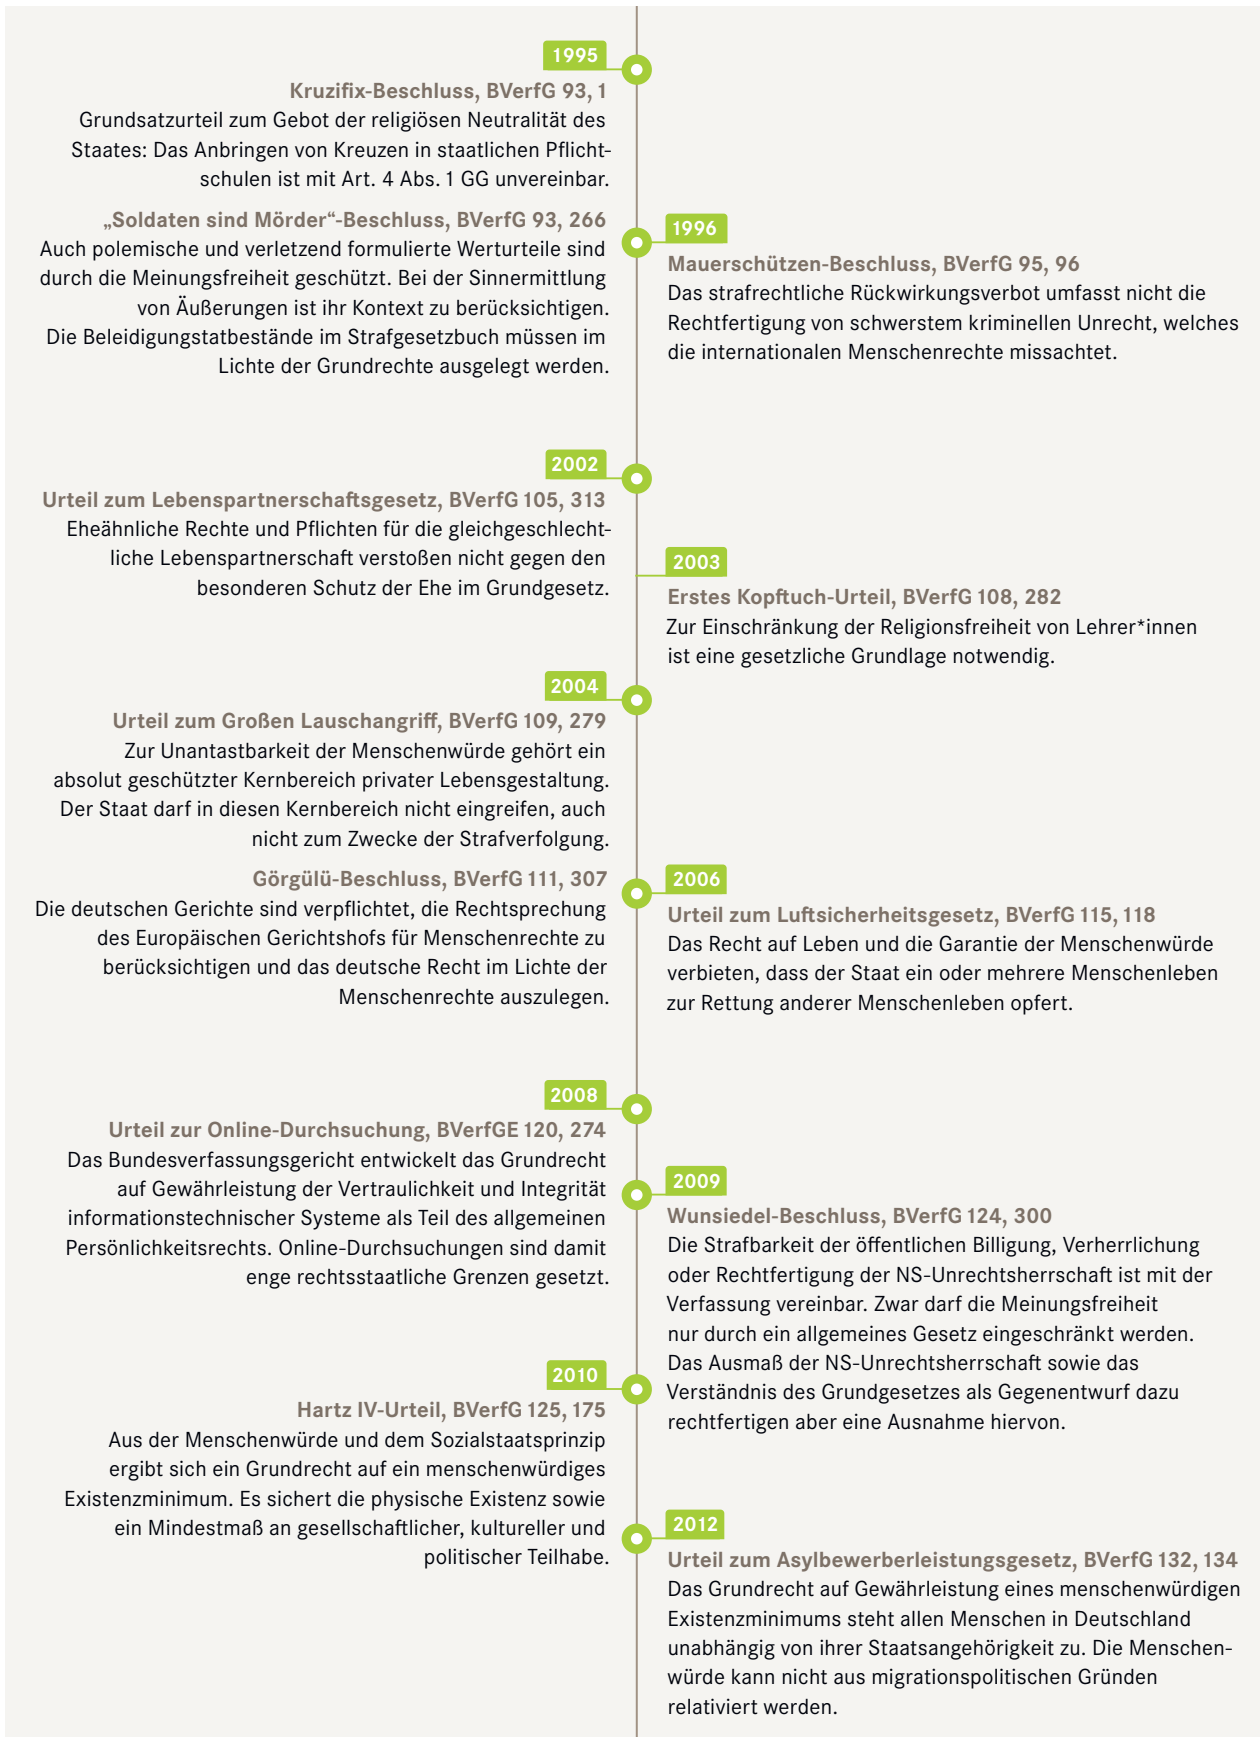 1995
Kruzifix-Beschluss, BVerfG 93, 1
Grundsatzurteil zum Gebot der religiösen Neutralität des
Staates: Das Anbringen von Kreuzen in staatlichen Pflicht-
schulen ist mit Art. 4 Abs. 1 GG unvereinbar.
„Soldaten sind Mörder“-Beschluss, BVerfG 93, 266
Auch polemische und verletzend formulierte Werturteile sind
durch die Meinungsfreiheit geschützt. Bei der Sinnermittlung
von Äußerungen ist ihr Kontext zu berücksichtigen.
Die Beleidigungstatbestände im Strafgesetzbuch müssen im
Lichte der Grundrechte ausgelegt werden.
1996
Mauerschützen-Beschluss, BVerfG 95, 96
Das strafrechtliche Rückwirkungsverbot umfasst nicht die
Rechtfertigung von schwerstem kriminellen Unrecht, welches
die internationalen Menschenrechte missachtet.
2002
Urteil zum Lebenspartnerschaftsgesetz, BVerfG 105, 313
Eheähnliche Rechte und Pflichten für die gleichgeschlecht-
liche Lebenspartnerschaft verstoßen nicht gegen den
besonderen Schutz der Ehe im Grundgesetz.
2003
Erstes Kopftuch-Urteil, BVerfG 108, 282
Zur Einschränkung der Religionsfreiheit von Lehrer*innen
ist eine gesetzliche Grundlage notwendig.
2004
Urteil zum Großen Lauschangriff, BVerfG 109, 279
Zur Unantastbarkeit der Menschenwürde gehört ein
absolut geschützter Kernbereich privater Lebensgestaltung.
Der Staat darf in diesen Kernbereich nicht eingreifen, auch
nicht zum Zwecke der Strafverfolgung.
Görgülü-Beschluss, BVerfG 111, 307
Die deutschen Gerichte sind verpflichtet, die Rechtsprechung
des Europäischen Gerichtshofs für Menschenrechte zu
berücksichtigen und das deutsche Recht im Lichte der
Menschenrechte auszulegen.
2006
Urteil zum Luftsicherheitsgesetz, BVerfG 115, 118
Das Recht auf Leben und die Garantie der Menschenwürde
verbieten, dass der Staat ein oder mehrere Menschenleben
zur Rettung anderer Menschenleben opfert.
2008
Urteil zur Online-Durchsuchung, BVerfGE 120, 274
Das Bundesverfassungsgericht entwickelt das Grundrecht
auf Gewährleistung der Vertraulichkeit und Integrität
informationstechnischer Systeme als Teil des allgemeinen
Persönlichkeitsrechts. Online-Durchsuchungen sind damit
enge rechtsstaatliche Grenzen gesetzt.
2009
Wunsiedel-Beschluss, BVerfG 124, 300
Die Strafbarkeit der öffentlichen Billigung, Verherrlichung
oder Rechtfertigung der NS-Unrechtsherrschaft ist mit der
Verfassung vereinbar. Zwar darf die Meinungsfreiheit
nur durch ein allgemeines Gesetz eingeschränkt werden.
Das Ausmaß der NS-Unrechtsherrschaft sowie das
Verständnis des Grundgesetzes als Gegenentwurf dazu
rechtfertigen aber eine Ausnahme hiervon.
2010
Hartz IV-Urteil, BVerfG 125, 175
Aus der Menschenwürde und dem Sozialstaatsprinzip
ergibt sich ein Grundrecht auf ein menschenwürdiges
Existenzminimum. Es sichert die physische Existenz sowie
ein Mindestmaß an gesellschaftlicher, kultureller und
politischer Teilhabe.
2012
Urteil zum Asylbewerberleistungsgesetz, BVerfG 132, 134
Das Grundrecht auf Gewährleistung eines menschenwürdigen
Existenzminimums steht allen Menschen in Deutschland
unabhängig von ihrer Staatsangehörigkeit zu. Die Menschen-
würde kann nicht aus migrationspolitischen Gründen
relativiert werden.